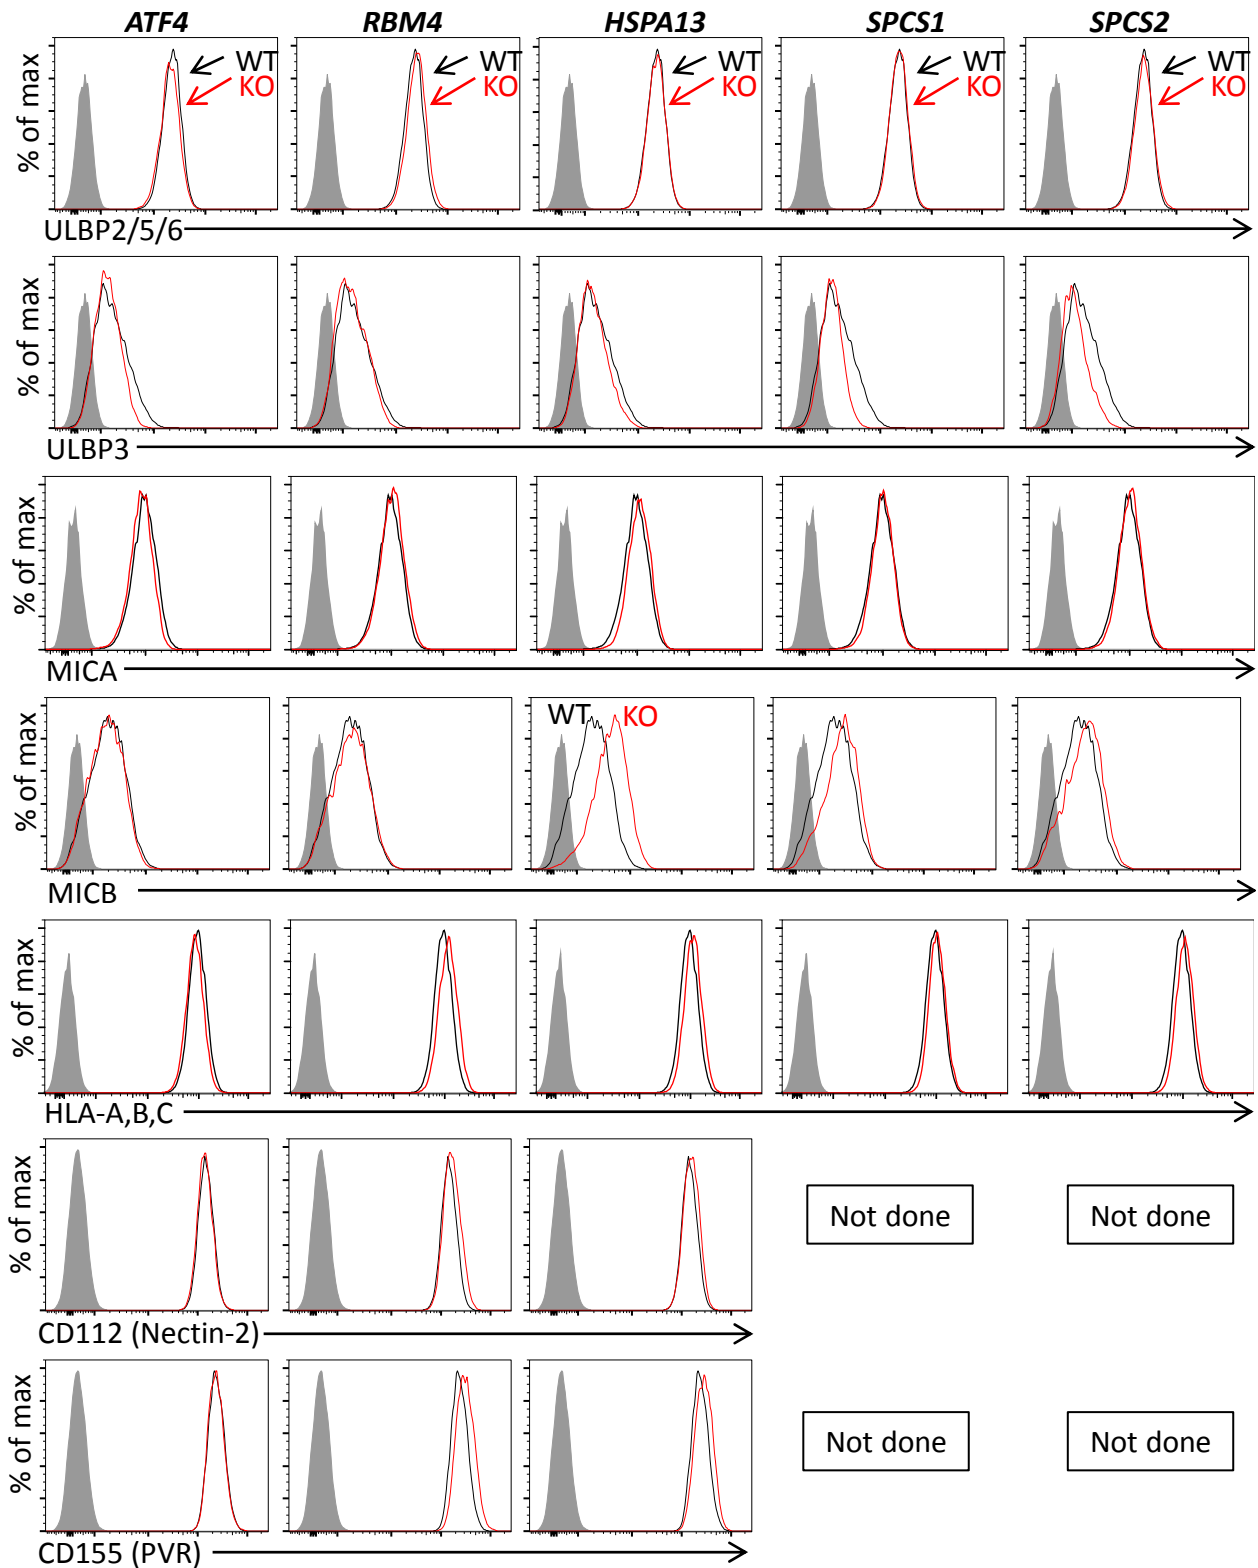 ATF4 RBM4 HSPA13 SPCS1 SPCS2
% of max
WT WT WT WT WT
KO KO KO KO KO
ULBP2/5/6
% of max
ULBP3
% of max
MICA
% of max
WT KO
MICB
% of max
HLA-A,B,C
% of max
Not done Not done
CD112 (Nectin-2)
% of max
Not done Not done
CD155 (PVR)